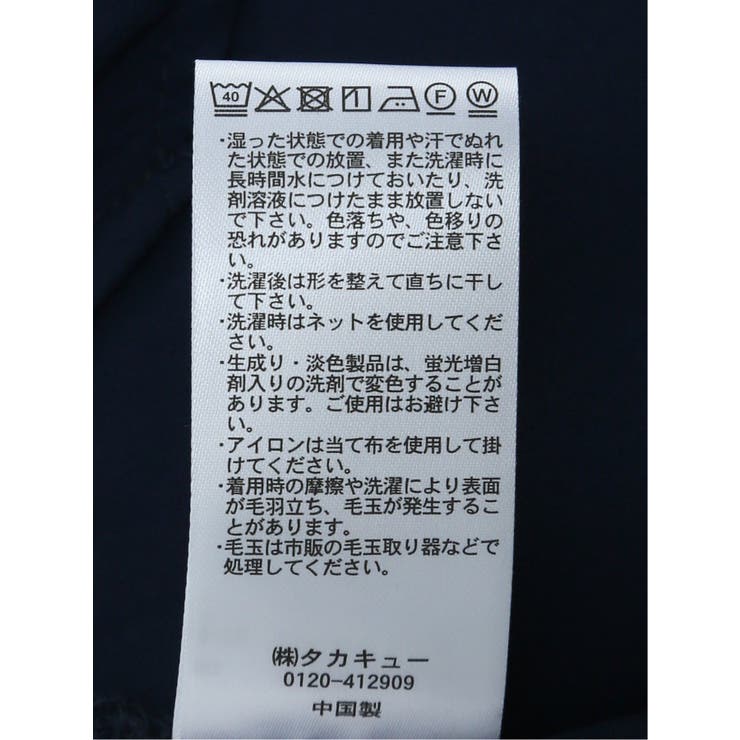 40 F W
・湿った状態での着用や汗でぬれ
た状態での放置、また洗濯時に
長時間水につけておいたり、洗
剤溶液につけたまま放置しない
で下さい。色落ちや、色移りの
恐れがありますのでご注意下さ
い。
・洗濯後は形を整えて直ちに干し
て下さい。
・洗濯時はネットを使用してくだ
さい。
・生成り・淡色製品は、蛍光増白
剤入りの洗剤で変色することが
あります。ご使用はお避け下さ
い。
・アイロンは当て布を使用して掛
けてください。
・着用時の摩擦や洗濯により表面
が毛羽立ち、毛玉が発生するこ
とがあります。
・毛玉は市販の毛玉取り器などで
処理してください。
㈱タカキュー
0120-412909
中国製